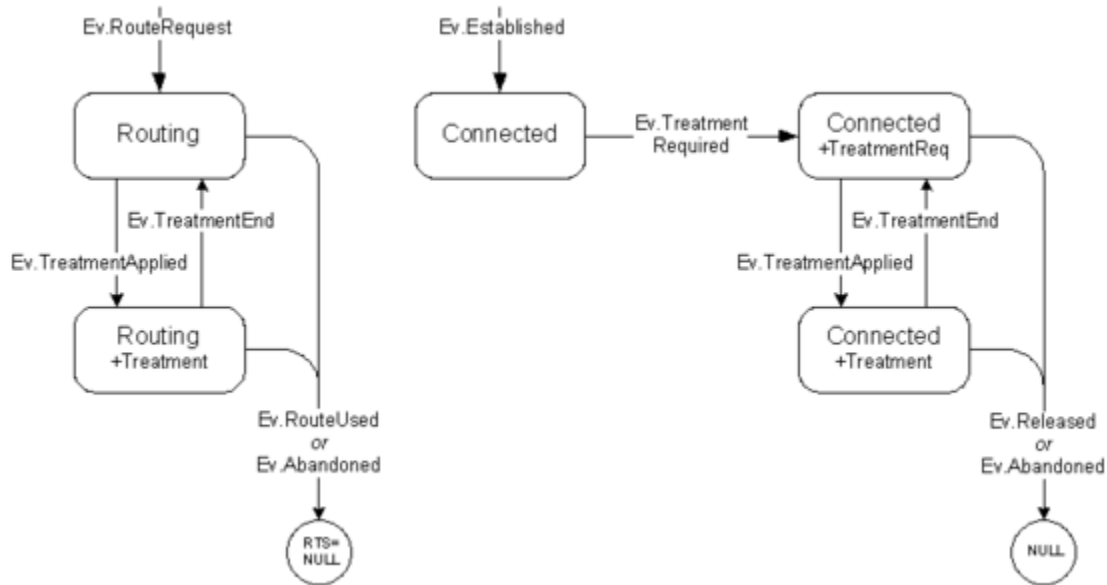 Ev.RouteRequest
Routing
Ev.TreatmentEnd
Ev.TreatmentApplied
Routing
+Treatment
Ev.RouteUsed
or
Ev.Abandoned
RTS=
NULL
Ev.Established
Connected
Ev.Treatment
Required
Connected
+TreatmentReq
Ev.TreatmentEnd
Ev.TreatmentApplied
Connected
+Treatment
Ev.Released
or
Ev.Abandoned
NULL